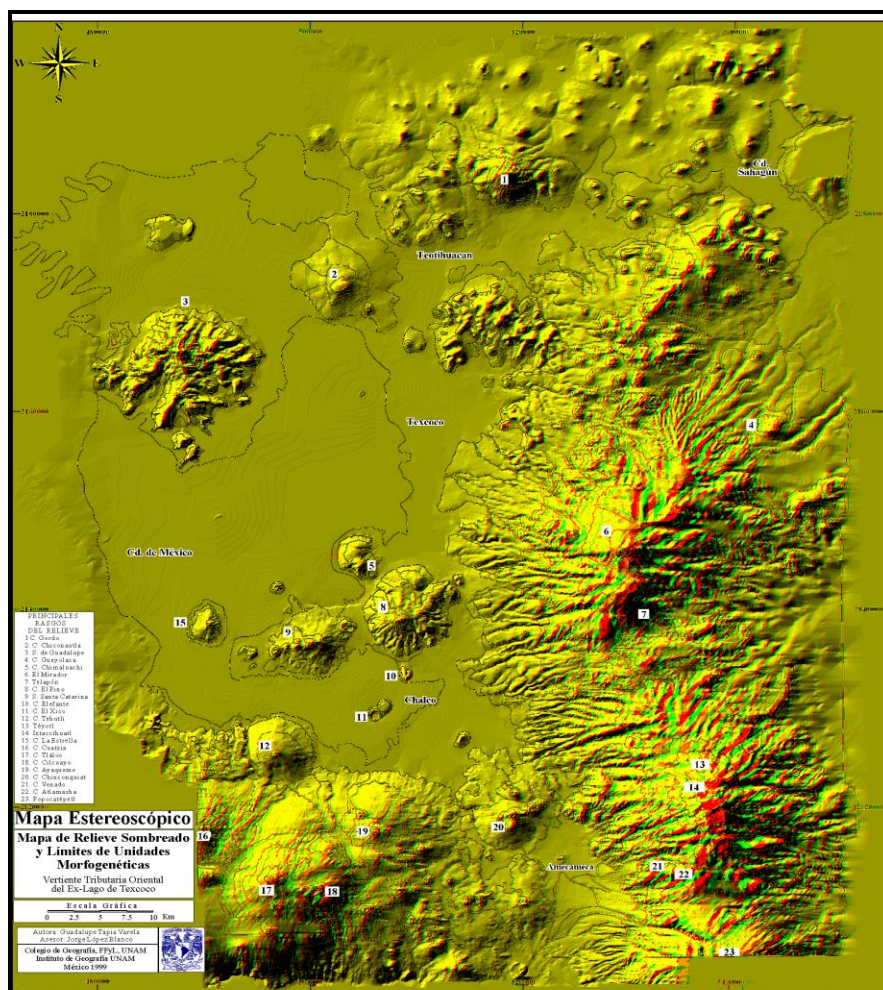 N
W E
S
480000
500000
520000
1
Cd.
Sahagún
2
Teotihuacan
3
Texcoco
4
6
Cd. de México
5
7
8
15
9
10
Chalco
11
12
13
14
16
19
20
Amecameca
21
22
17
18
23
PRINCIPALES
RASGOS
DEL RELIEVE
1 C. Gordo
2. C. Chiconautla
3. S. de Guadalupe
4. C. Gueyolaca
5. C. Chimalhuachi
6. El Mirador
7. Telapón
8. C. El Pino
9. S. Santa Catarina
10. C. Elefante
11. C. El Xico
12. C. Tehutli
13. Téyotl
14. Iztaccíhuatl
15. C. La Estrella
16. C. Cuatzin
17. C. Tláloc
18. C. Cilcuayo
19. C. Ayaqueme
20. C. Chinconquiat
21. C. Venado
22. C. Atlamasha
23. Popocatépetl
Mapa Estereoscópico
Mapa de Relieve Sombreado
y Límites de Unidades
Morfogenéticas
Vertiente Tributaria Oriental
del Ex-Lago de Texcoco
Escala Gráfica
0 2.5 5 7.5 10 Km
Autora: Guadalupe Tapia Varela
Asesor: Jorge López Blanco
Colegio de Geografía, FFyL, UNAM
Instituto de Geografía UNAM
México 1999